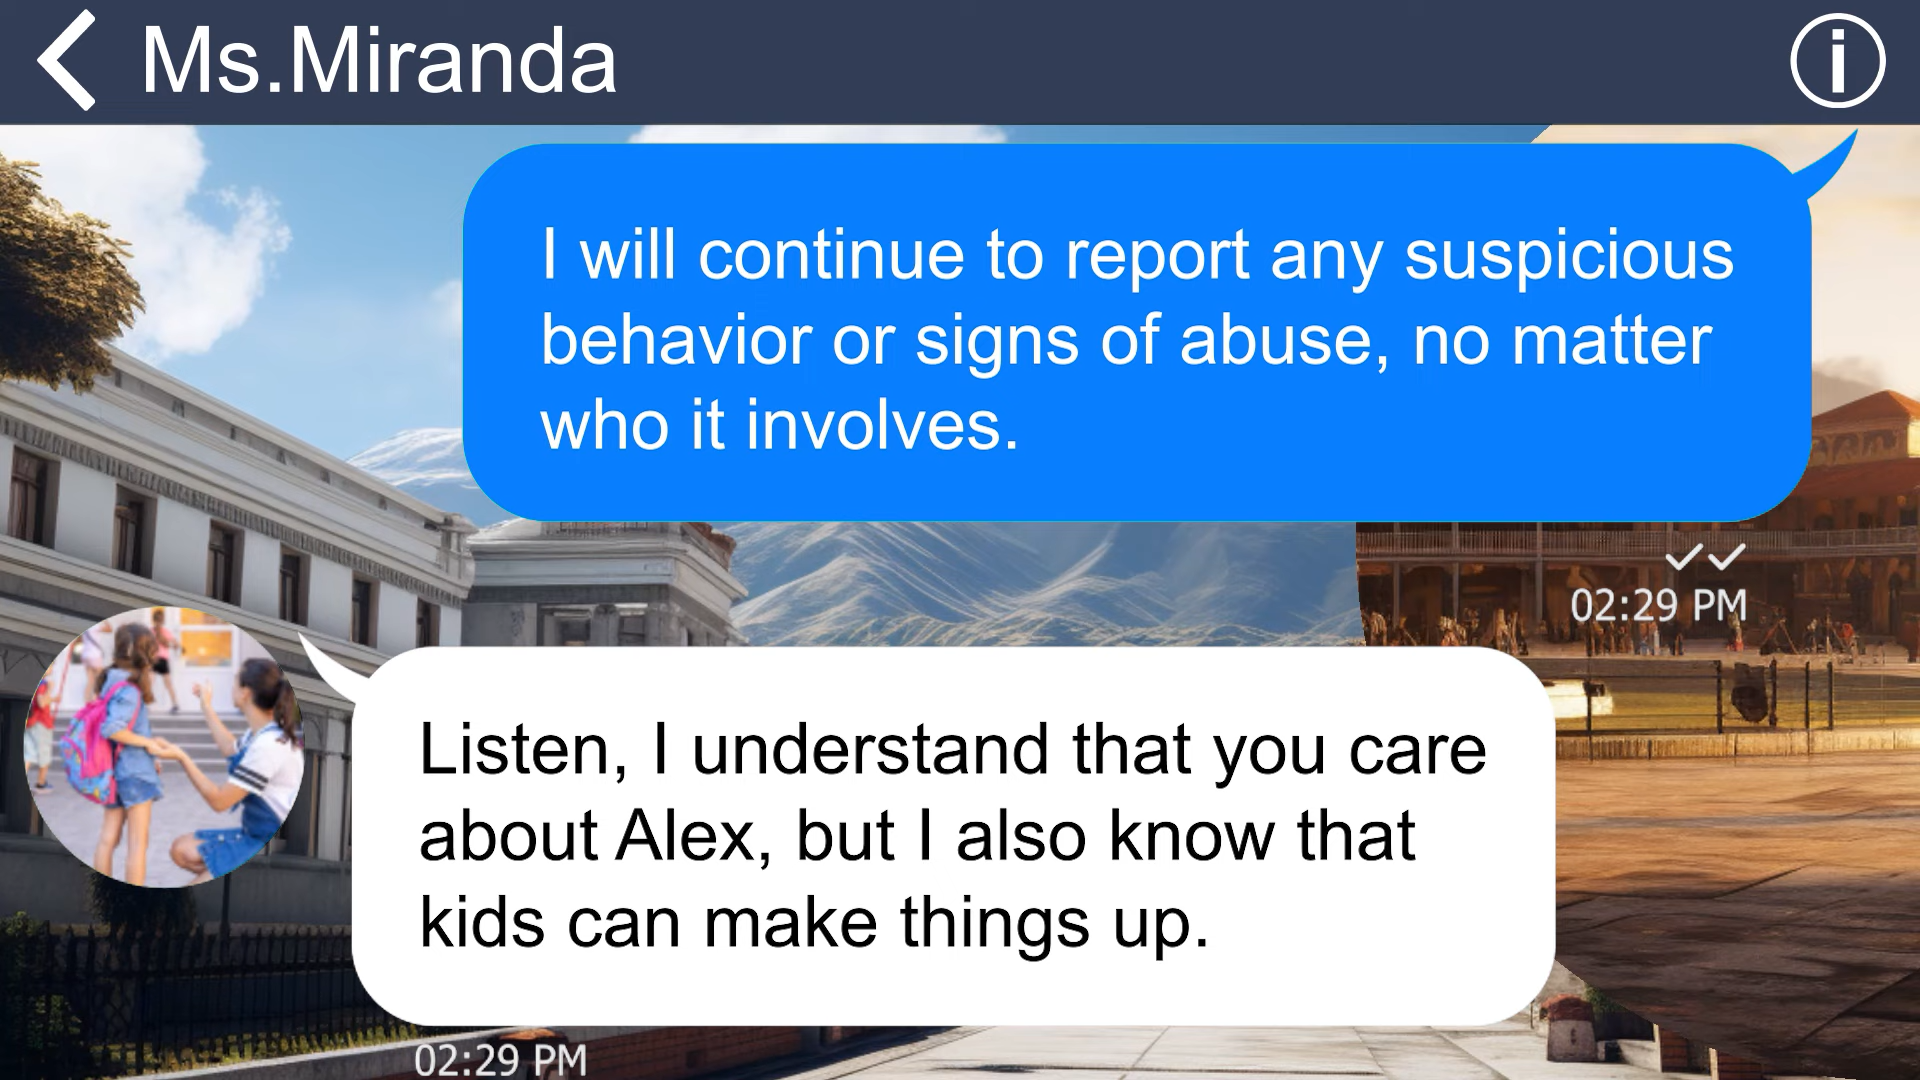 Ms.Miranda
I will continue to report any suspicious
behavior or signs of abuse, no matter
who it involves.
02:29 PM
Listen, I understand that you care
about Alex, but I also know that
kids can make things up.
02:29 PM